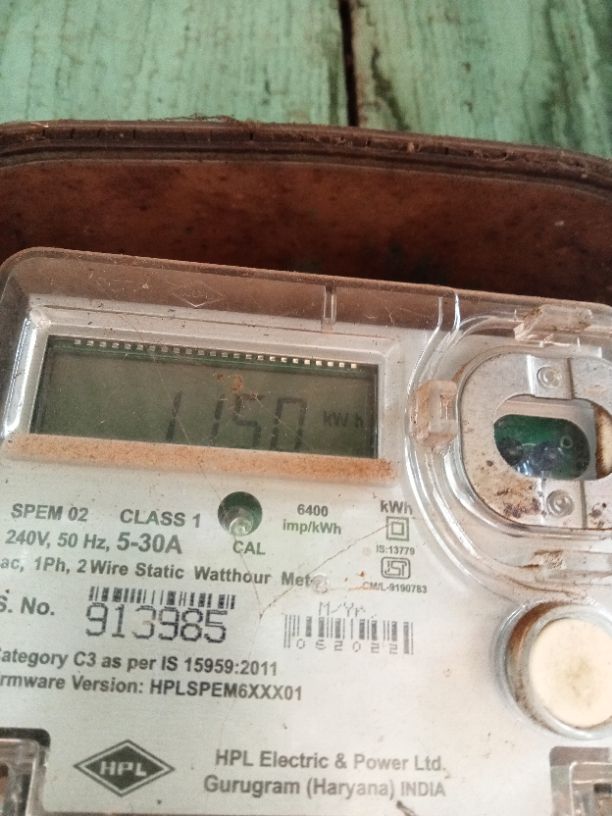 1150 kWh
SPEM 02 CLASS 1 6400 imp/kWh kWh
240V, 50 Hz, 5-30A CAL IS:13779
ac, 1Ph, 2 Wire Static Watthour Meter
CM/L-9190783
S. No. 913985 M/Yr.
062022
Category C3 as per IS 15959:2011
Firmware Version: HPLSPEM6XXX01
HPL
HPL Electric & Power Ltd.
Gurugram (Haryana) INDIA